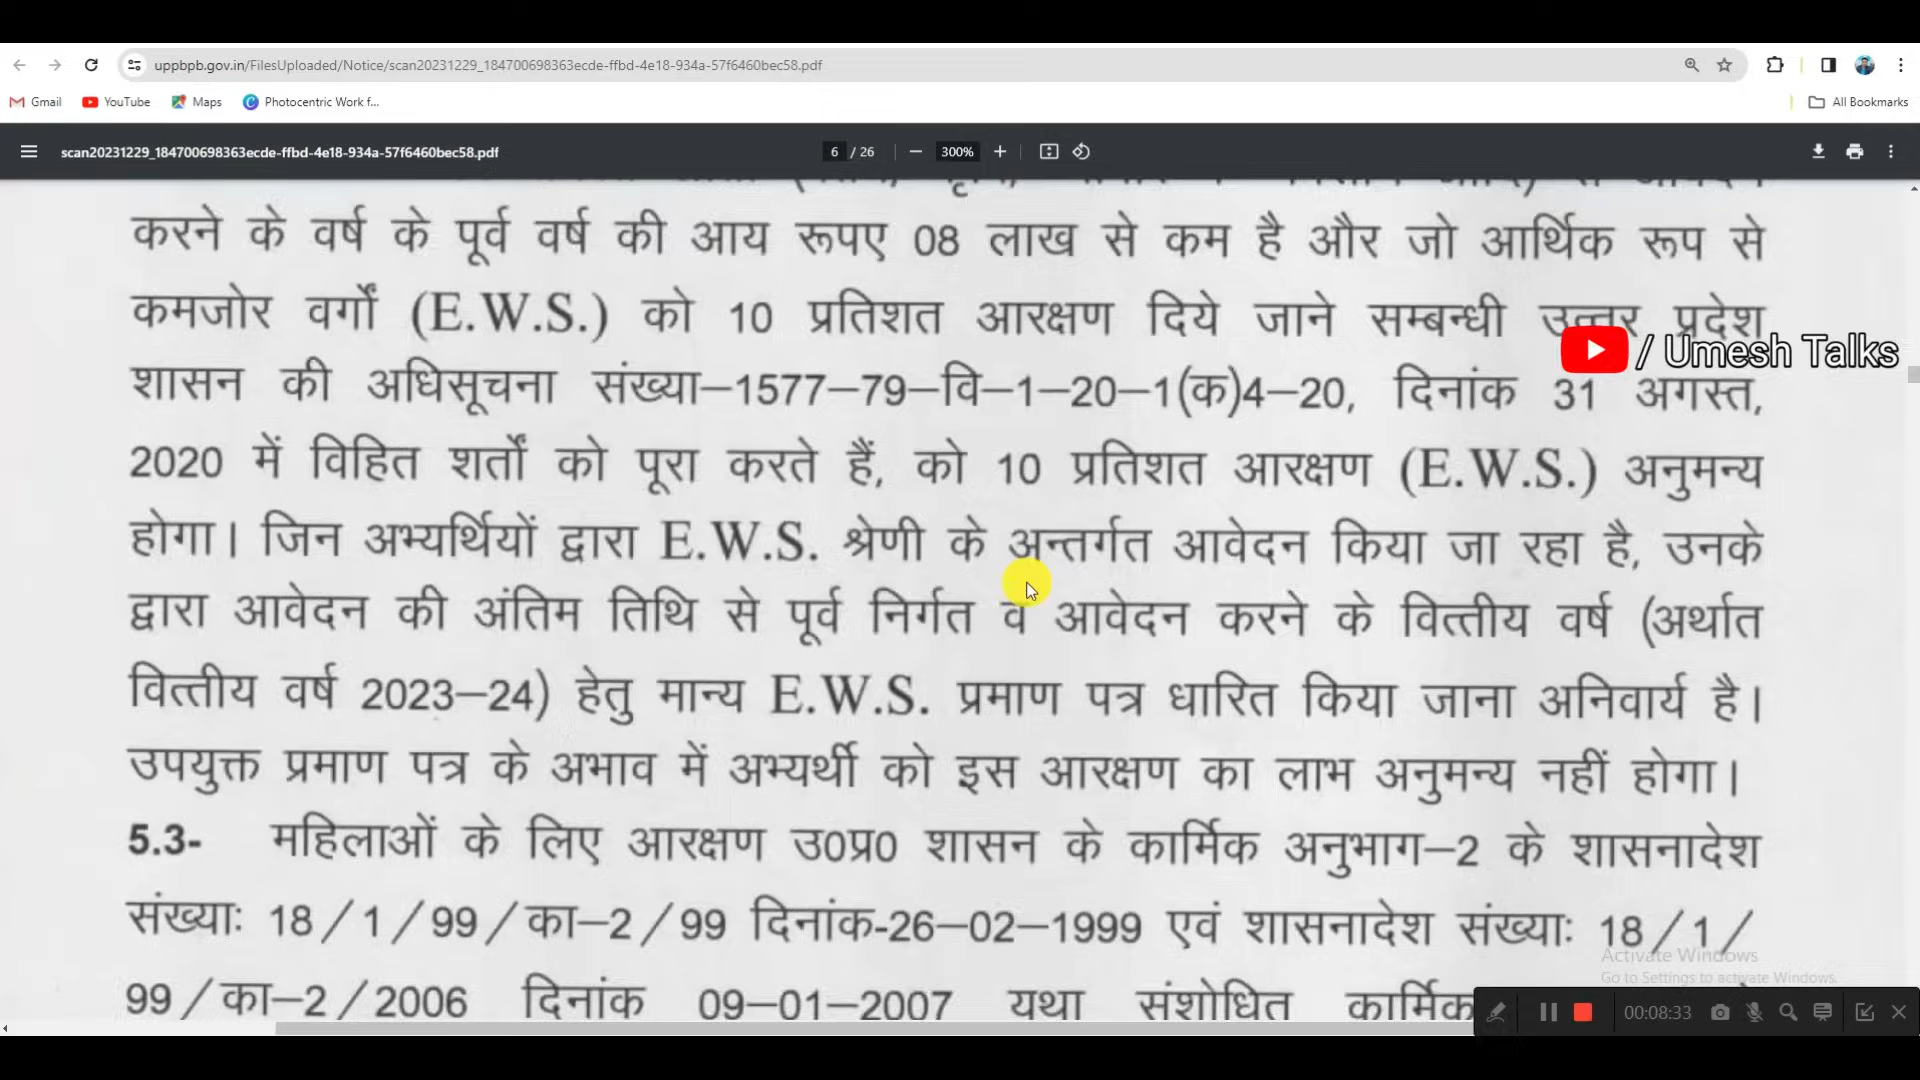 uppbpb.gov.in/FilesUploaded/Notice/scan20231229_184700698363ecde-ffbd-4e18-934a-57f6460bec58.pdf
Gmail YouTube Maps Photocentric Work f... All Bookmarks
scan20231229_184700698363ecde-ffbd-4e18-934a-57f6460bec58.pdf 6 / 26 300%
करने के वर्ष के पूर्व वर्ष की आय रूपए 08 लाख से कम है और जो आर्थिक रूप से
कमजोर वर्गों (E.W.S.) को 10 प्रतिशत आरक्षण दिये जाने सम्बन्धी उत्तर प्रदेश
/ Umesh Talks
शासन की अधिसूचना संख्या–1577–79–वि–1–20–1(क)4–20, दिनांक 31 अगस्त,
2020 में विहित शर्तों को पूरा करते हैं, को 10 प्रतिशत आरक्षण (E.W.S.) अनुमन्य
होगा। जिन अभ्यर्थियों द्वारा E.W.S. श्रेणी के अन्तर्गत आवेदन किया जा रहा है, उनके
द्वारा आवेदन की अंतिम तिथि से पूर्व निर्गत व आवेदन करने के वित्तीय वर्ष (अर्थात
वित्तीय वर्ष 2023–24) हेतु मान्य E.W.S. प्रमाण पत्र धारित किया जाना अनिवार्य है।
उपयुक्त प्रमाण पत्र के अभाव में अभ्यर्थी को इस आरक्षण का लाभ अनुमन्य नहीं होगा।
5.3- महिलाओं के लिए आरक्षण उ0प्र0 शासन के कार्मिक अनुभाग–2 के शासनादेश
संख्याः 18/1/99/का–2/99 दिनांक-26–02–1999 एवं शासनादेश संख्याः 18/1/
Activate Windows
Go to Settings to activate Windows.
99/का–2/2006 दिनांक 09–01–2007 यथा संशोधित कार्मिक
00:08:33